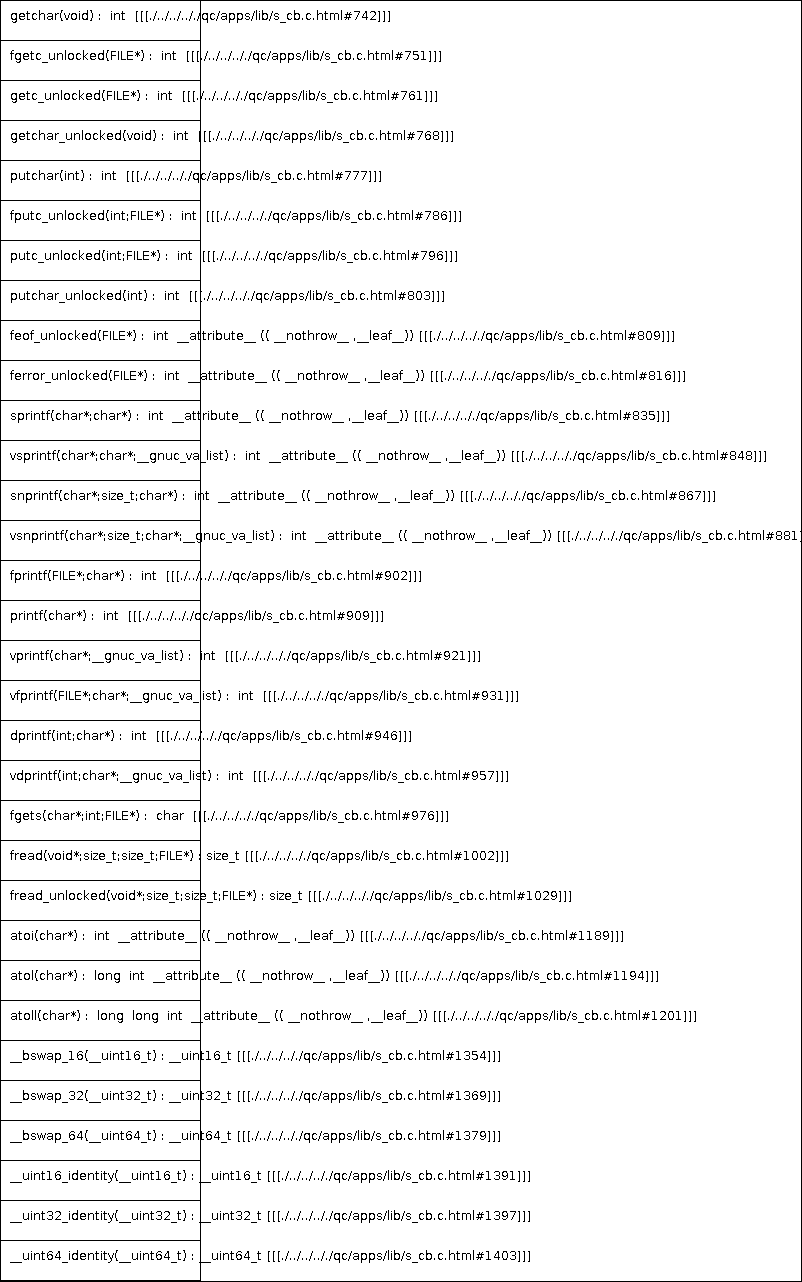 getchar(void) : int [[[./../../../qc/apps/lib/s_cb.c.html#742]]]
fgetc_unlocked(FILE*) : int [[[./../../../qc/apps/lib/s_cb.c.html#751]]]
getc_unlocked(FILE*) : int [[[./../../../qc/apps/lib/s_cb.c.html#761]]]
getchar_unlocked(void) : int [[[./../../../qc/apps/lib/s_cb.c.html#768]]]
putchar(int) : int [[[./../../../qc/apps/lib/s_cb.c.html#777]]]
fputc_unlocked(int;FILE*) : int [[[./../../../qc/apps/lib/s_cb.c.html#786]]]
putc_unlocked(int;FILE*) : int [[[./../../../qc/apps/lib/s_cb.c.html#796]]]
putchar_unlocked(int) : int [[[./../../../qc/apps/lib/s_cb.c.html#803]]]
feof_unlocked(FILE*) : int __attribute__ (( __nothrow__ ,__leaf__)) [[[./../../../qc/apps/lib/s_cb.c.html#809]]]
ferror_unlocked(FILE*) : int __attribute__ (( __nothrow__ ,__leaf__)) [[[./../../../qc/apps/lib/s_cb.c.html#816]]]
sprintf(char*;char*) : int __attribute__ (( __nothrow__ ,__leaf__)) [[[./../../../qc/apps/lib/s_cb.c.html#835]]]
vsprintf(char*;char*;__gnuc_va_list) : int __attribute__ (( __nothrow__ ,__leaf__)) [[[./../../../qc/apps/lib/s_cb.c.html#848]]]
snprintf(char*;size_t;char*) : int __attribute__ (( __nothrow__ ,__leaf__)) [[[./../../../qc/apps/lib/s_cb.c.html#867]]]
vsnprintf(char*;size_t;char*;__gnuc_va_list) : int __attribute__ (( __nothrow__ ,__leaf__)) [[[./../../../qc/apps/lib/s_cb.c.html#881]
fprintf(FILE*;char*) : int [[[./../../../qc/apps/lib/s_cb.c.html#902]]]
printf(char*) : int [[[./../../../qc/apps/lib/s_cb.c.html#909]]]
vprintf(char*;__gnuc_va_list) : int [[[./../../../qc/apps/lib/s_cb.c.html#921]]]
vfprintf(FILE*;char*;__gnuc_va_list) : int [[[./../../../qc/apps/lib/s_cb.c.html#931]]]
dprintf(int;char*) : int [[[./../../../qc/apps/lib/s_cb.c.html#946]]]
vdprintf(int;char*;__gnuc_va_list) : int [[[./../../../qc/apps/lib/s_cb.c.html#957]]]
fgets(char*;int;FILE*) : char [[[./../../../qc/apps/lib/s_cb.c.html#976]]]
fread(void*;size_t;size_t;FILE*) : size_t [[[./../../../qc/apps/lib/s_cb.c.html#1002]]]
fread_unlocked(void*;size_t;size_t;FILE*) : size_t [[[./../../../qc/apps/lib/s_cb.c.html#1029]]]
atoi(char*) : int __attribute__ (( __nothrow__ ,__leaf__)) [[[./../../../qc/apps/lib/s_cb.c.html#1189]]]
atol(char*) : long int __attribute__ (( __nothrow__ ,__leaf__)) [[[./../../../qc/apps/lib/s_cb.c.html#1194]]]
atoll(char*) : long long int __attribute__ (( __nothrow__ ,__leaf__)) [[[./../../../qc/apps/lib/s_cb.c.html#1201]]]
__bswap_16(__uint16_t) : __uint16_t [[[./../../../qc/apps/lib/s_cb.c.html#1354]]]
__bswap_32(__uint32_t) : __uint32_t [[[./../../../qc/apps/lib/s_cb.c.html#1369]]]
__bswap_64(__uint64_t) : __uint64_t [[[./../../../qc/apps/lib/s_cb.c.html#1379]]]
__uint16_identity(__uint16_t) : __uint16_t [[[./../../../qc/apps/lib/s_cb.c.html#1391]]]
__uint32_identity(__uint32_t) : __uint32_t [[[./../../../qc/apps/lib/s_cb.c.html#1397]]]
__uint64_identity(__uint64_t) : __uint64_t [[[./../../../qc/apps/lib/s_cb.c.html#1403]]]